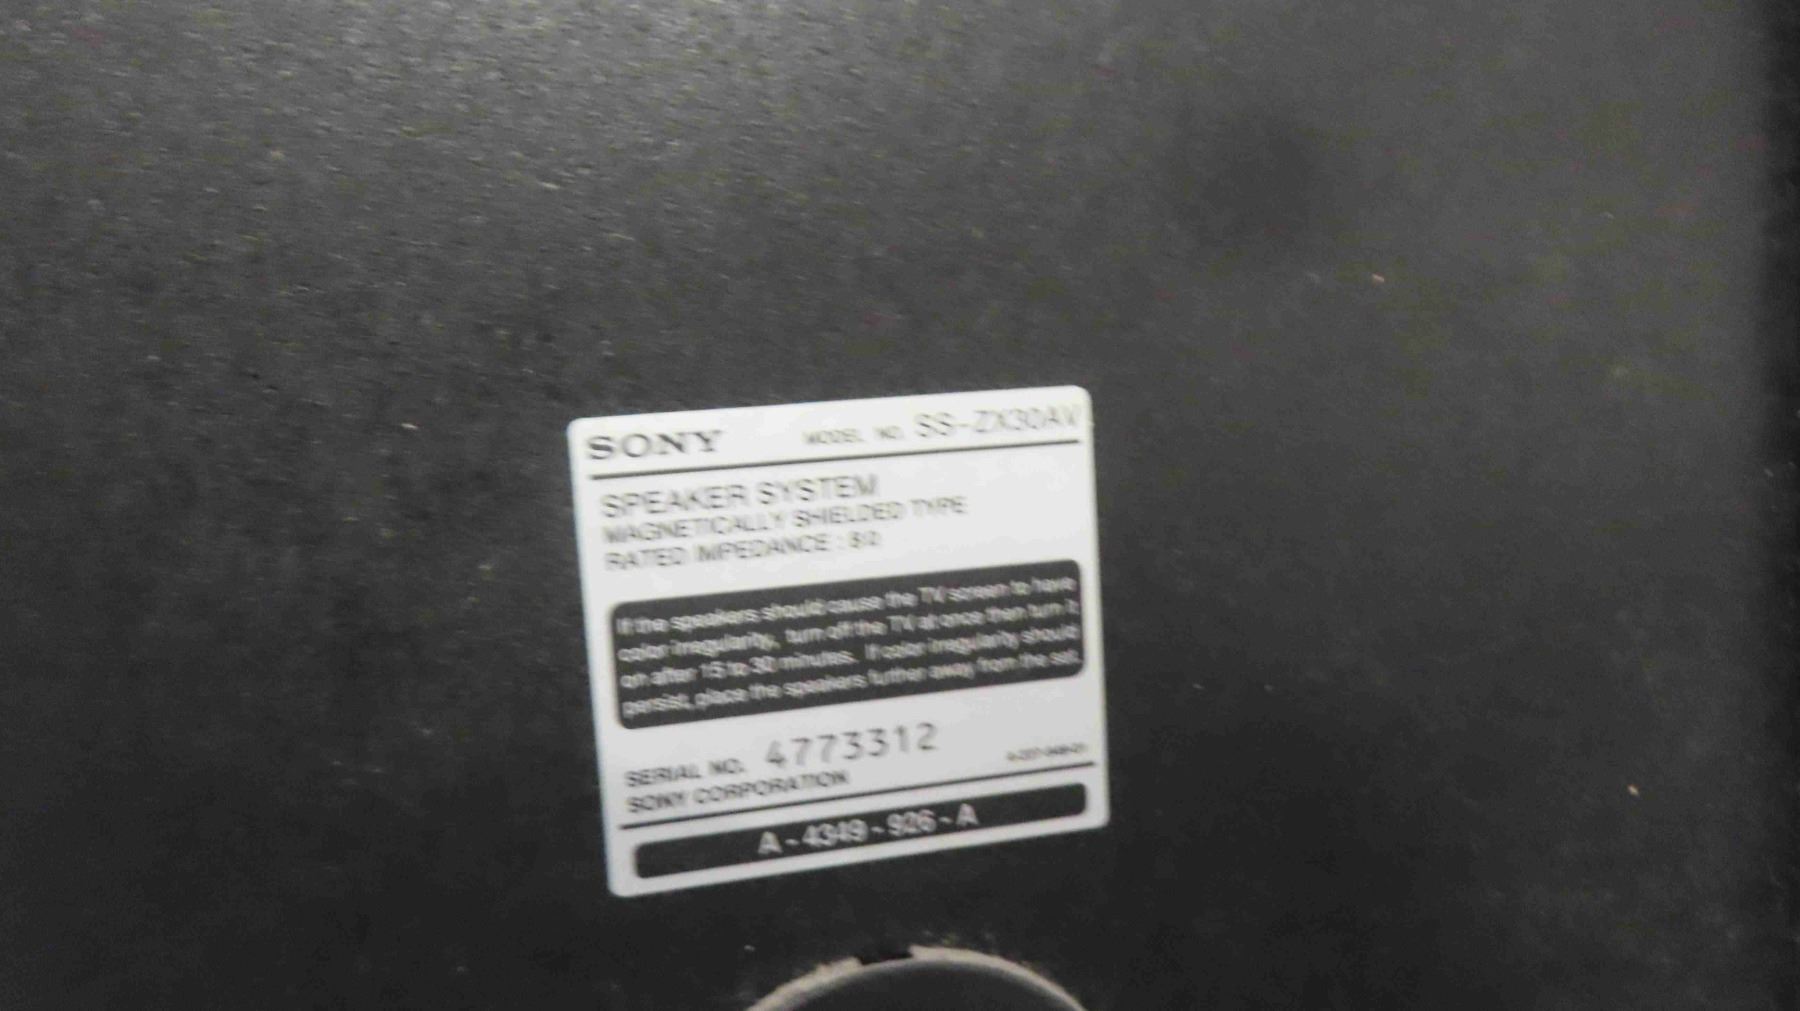 SONY MODEL NO. SS-ZX30AV
SPEAKER SYSTEM
MAGNETICALLY SHIELDED TYPE
RATED IMPEDANCE : 8Ω
If the speakers should cause the TV screen to have
color irregularity, turn off the TV at once then turn it
on after 15 to 30 minutes. If color irregularity should
persist, place the speakers further away from the set.
SERIAL NO. 4773312
SONY CORPORATION
A - 4349 - 926 - A